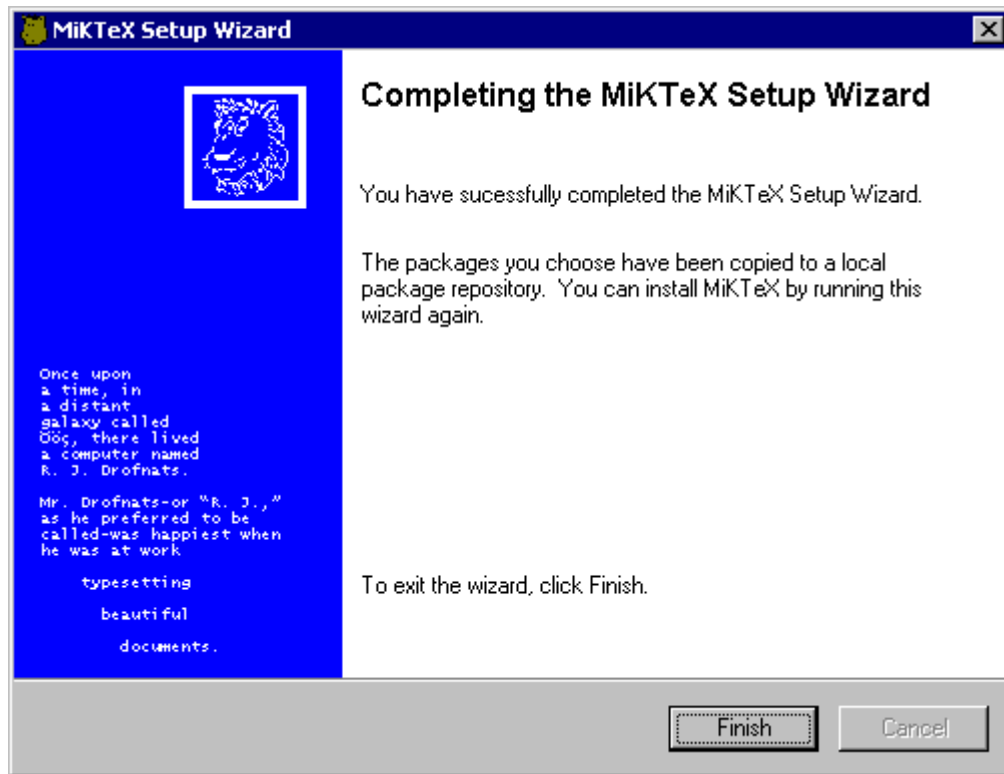 MiKTeX Setup Wizard
Completing the MiKTeX Setup Wizard
You have sucessfully completed the MiKTeX Setup Wizard.
The packages you choose have been copied to a local
package repository.  You can install MiKTeX by running this
wizard again.
Once upon
a time, in
a distant
galaxy called
Ööç, there lived
a computer named
R. J. Drofnats.
Mr. Drofnats-or "R. J.,"
as he preferred to be
called-was happiest when
he was at work
typesetting
beautiful
documents.
To exit the wizard, click Finish.
Finish
Cancel